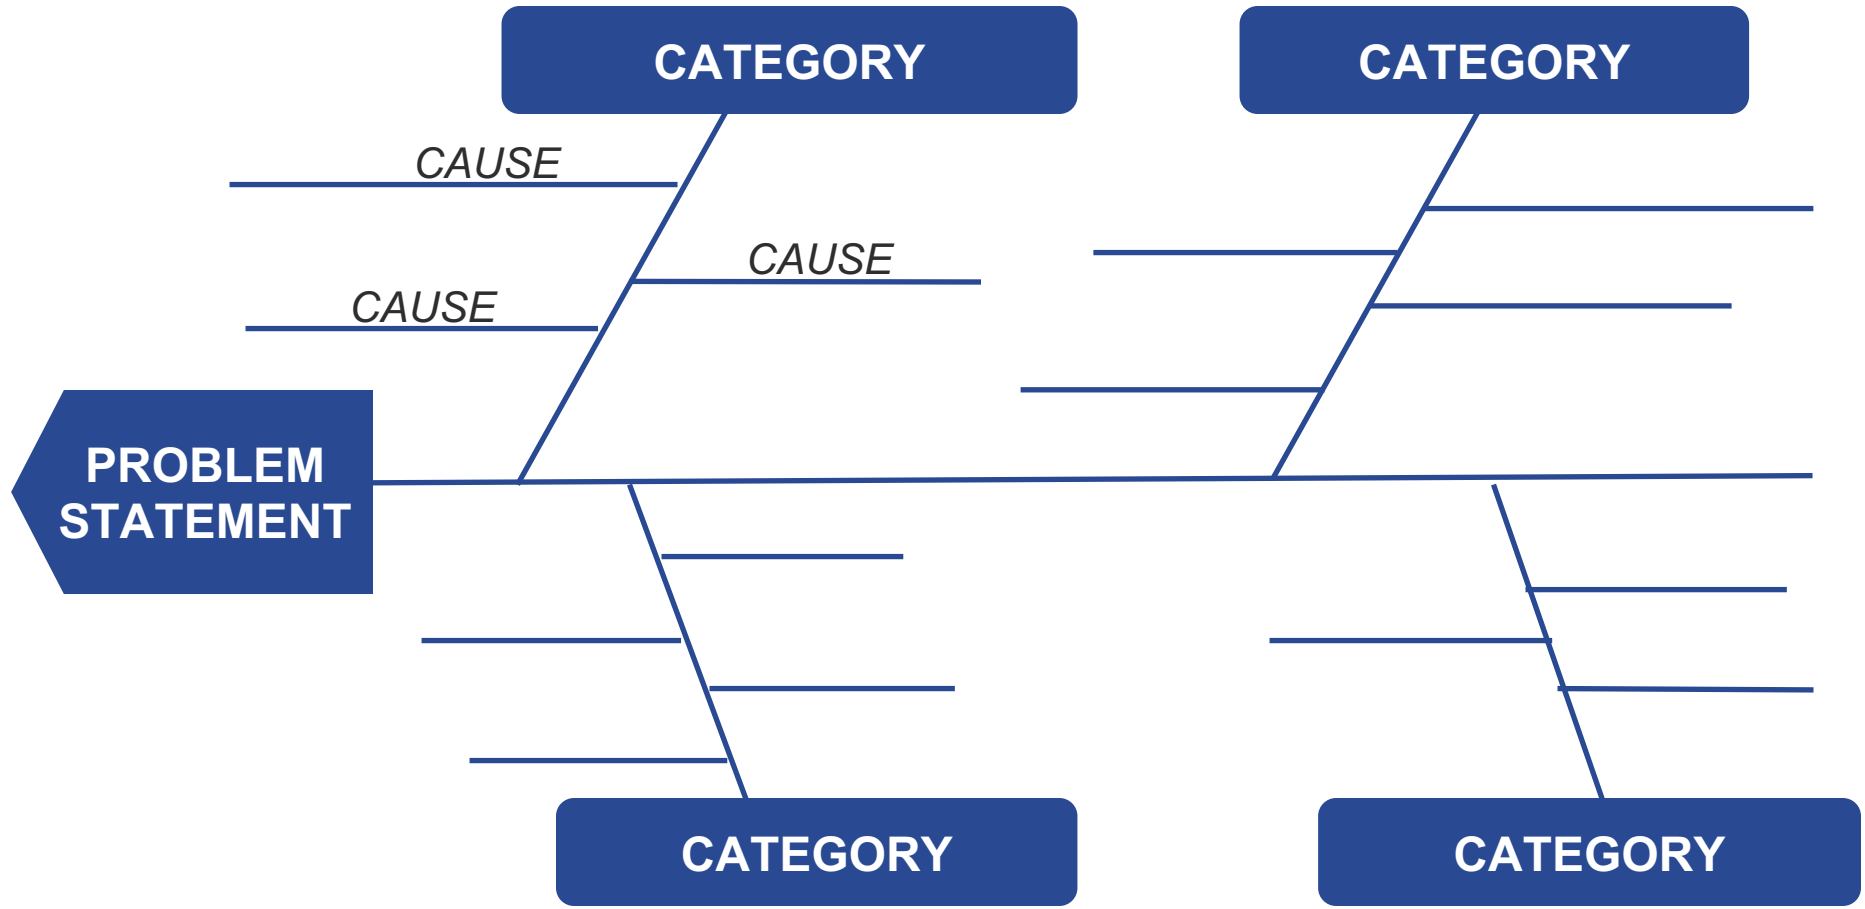 CATEGORY
CATEGORY
CAUSE
CAUSE
CAUSE
PROBLEM
STATEMENT
CATEGORY
CATEGORY